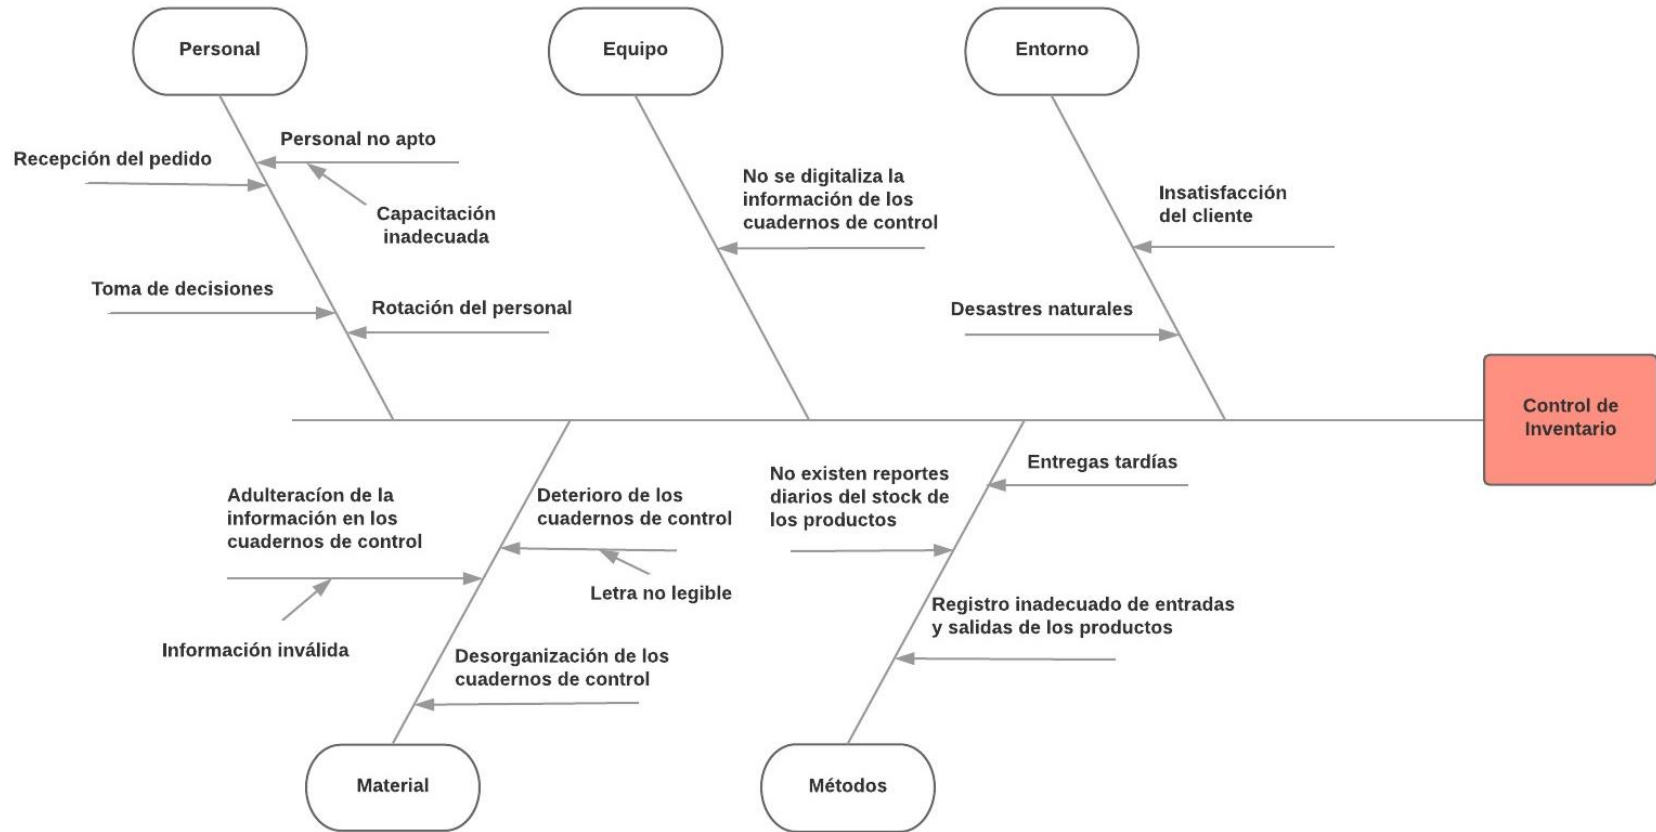 Personal
Equipo
Entorno
Recepción del pedido
Personal no apto
Capacitación
inadecuada
Toma de decisiones
Rotación del personal
No se digitaliza la
información de los
cuadernos de control
Insatisfacción
del cliente
Desastres naturales
Control de
Inventario
Adulteracíon de la
información en los
cuadernos de control
Información inválida
Deterioro de los
cuadernos de control
Letra no legible
Desorganización de los
cuadernos de control
No existen reportes
diarios del stock de
los productos
Entregas tardías
Registro inadecuado de entradas
y salidas de los productos
Material
Métodos